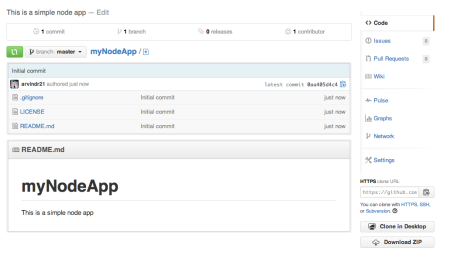 This is a simple node app — Edit
1 commit
1 branch
0 releases
1 contributor
branch: master
myNodeApp /
Initial commit
arvindr21 authored just now
latest commit 0aa405d4c4
.gitignore Initial commit just now
LICENSE Initial commit just now
README.md Initial commit just now
README.md
myNodeApp
This is a simple node app
Code
Issues 0
Pull Requests 0
Wiki
Pulse
Graphs
Network
Settings
HTTPS clone URL
https://github.com
You can clone with HTTPS, SSH,
or Subversion.
Clone in Desktop
Download ZIP